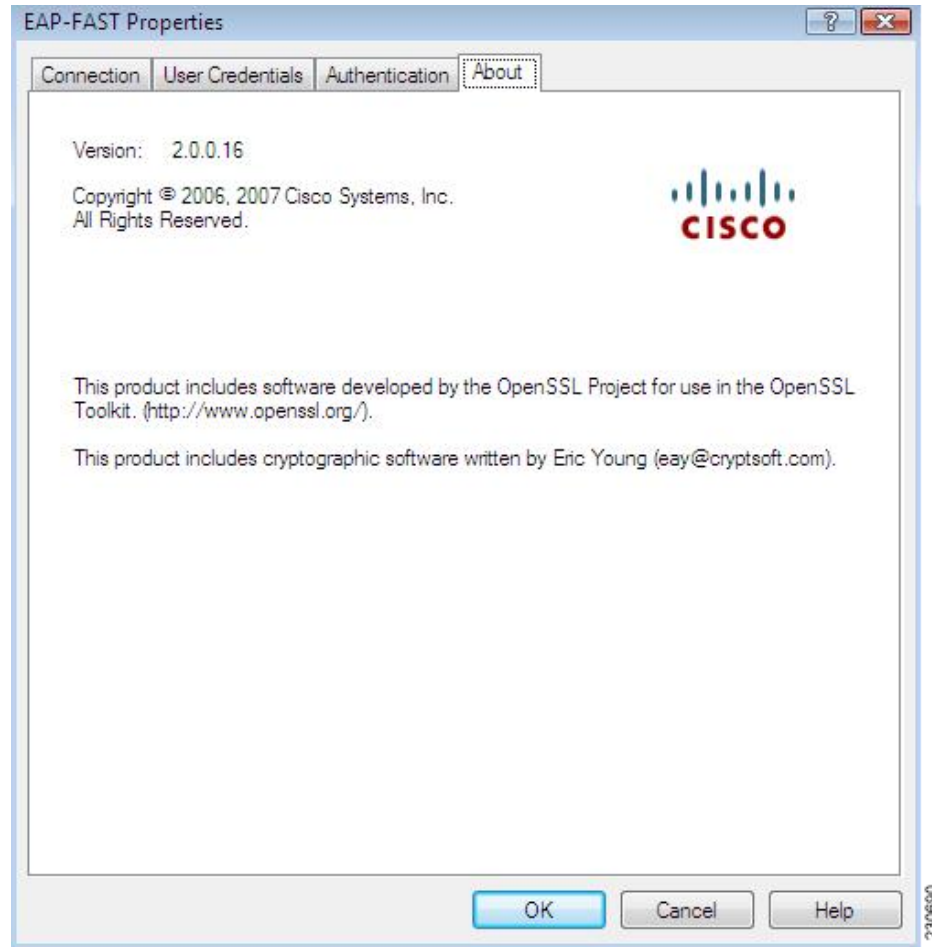 EAP-FAST Properties
Connection User Credentials Authentication About
Version: 2.0.0.16
Copyright © 2006, 2007 Cisco Systems, Inc.
All Rights Reserved.
CISCO
This product includes software developed by the OpenSSL Project for use in the OpenSSL
Toolkit. (http://www.openssl.org/).
This product includes cryptographic software written by Eric Young (eay@cryptsoft.com).
OK Cancel Help
230690